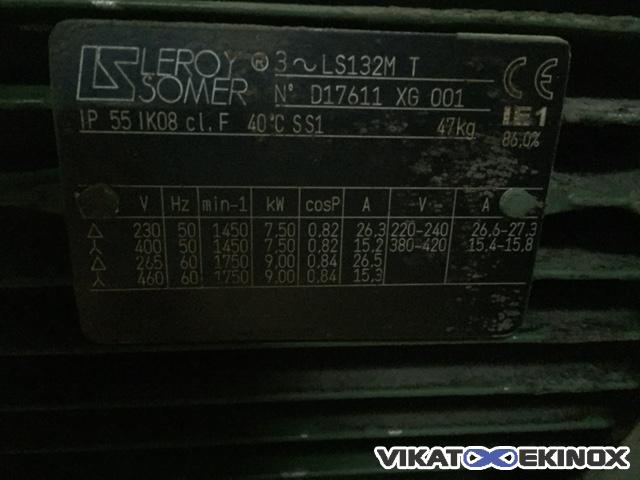 LEROY ® 3~LS132M T CE
SOMER N° D17611 XG 001 IE1
IP 55 IK08 cl.F 40°C SS1 47kg 86,0%
V Hz min-1 kW cosP A V A
△ 230 50 1450 7.50 0,82 26,3 220-240 26,6-27,3
⅄ 400 50 1450 7.50 0,82 15,2 380-420 15,4-15,8
△ 265 60 1750 9.00 0,84 26,5
⅄ 460 60 1750 9.00 0,84 15,3
VIKATOO EKINOX